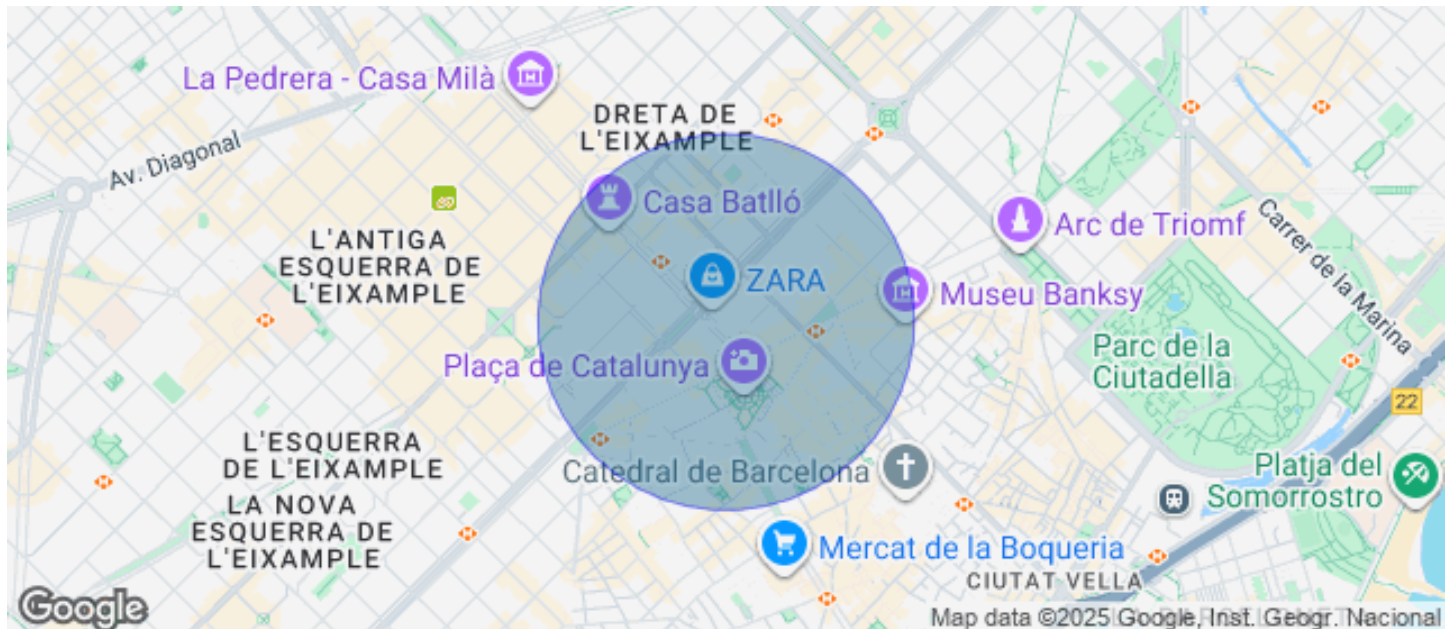 La Pedrera - Casa Milà
DRETA DE
L'EIXAMPLE
Av. Diagonal
Casa Batlló
Arc de Triomf
Carrer de la Marina
L'ANTIGA
ESQUERRA DE
L'EIXAMPLE
ZARA
Museu Banksy
Plaça de Catalunya
Parc de la
Ciutadella
22
L'ESQUERRA
DE L'EIXAMPLE
Catedral de Barcelona
Platja del
Somorrostro
LA NOVA
ESQUERRA DE
L'EIXAMPLE
Mercat de la Boqueria
CIUTAT VELLA
Google
Map data ©2025 Google, Inst. Geogr. Nacional